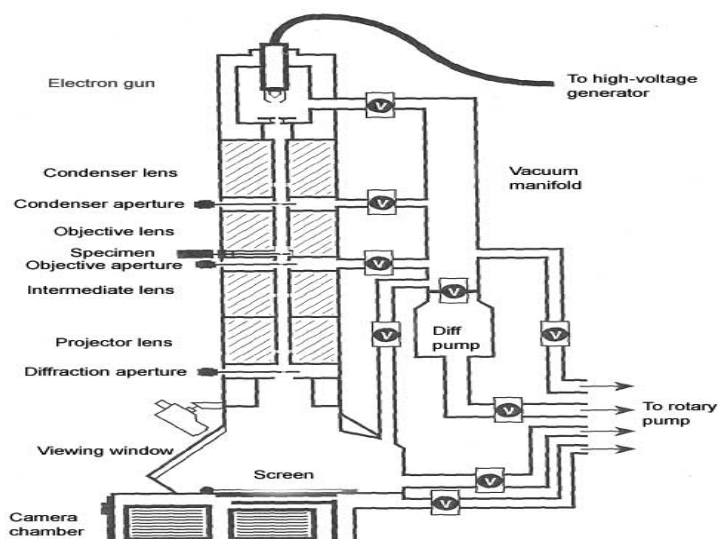 Electron gun
To high-voltage
generator
Condenser lens
Vacuum
manifold
Condenser aperture
Objective lens
Specimen
Objective aperture
Intermediate lens
Projector lens
Diff
pump
Diffraction aperture
To rotary
pump
Viewing window
Screen
Camera
chamber
V
V
V
V
V
V
V
V
V